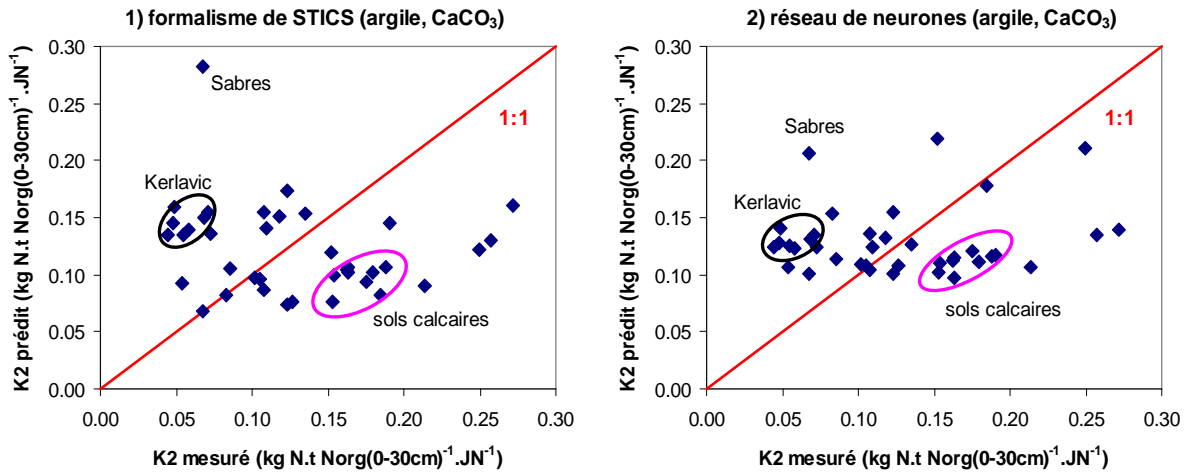 1) formalisme de STICS (argile, CaCO₃)
K2 prédit (kg N.t Norg(0-30cm)⁻¹.JN⁻¹)
0.30
0.25
0.20
0.15
0.10
0.05
0.00
Sabres
1:1
Kerlavic
sols calcaires
0.00 0.05 0.10 0.15 0.20 0.25 0.30
K2 mesuré (kg N.t Norg(0-30cm)⁻¹.JN⁻¹)
2) réseau de neurones (argile, CaCO₃)
K2 prédit (kg N.t Norg(0-30cm)⁻¹.JN⁻¹)
0.30
0.25
0.20
0.15
0.10
0.05
0.00
1:1
Sabres
Kerlavic
sols calcaires
0.00 0.05 0.10 0.15 0.20 0.25 0.30
K2 mesuré (kg N.t Norg(0-30cm)⁻¹.JN⁻¹)